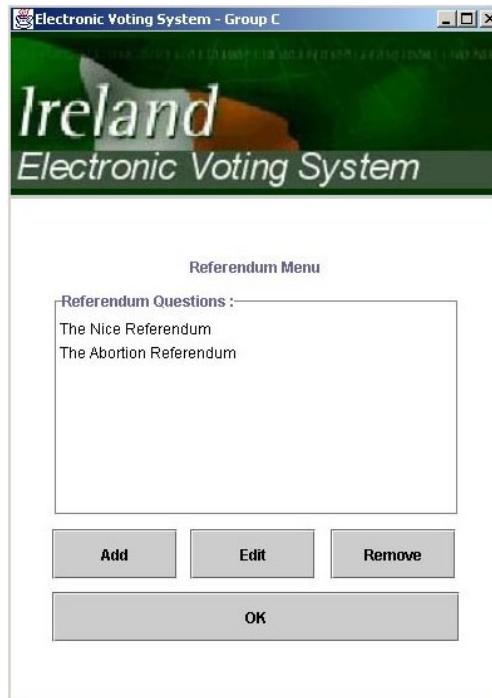 Electronic Voting System - Group C
Ireland
Electronic Voting System
Referendum Menu
Referendum Questions :
The Nice Referendum
The Abortion Referendum
Add Edit Remove
OK